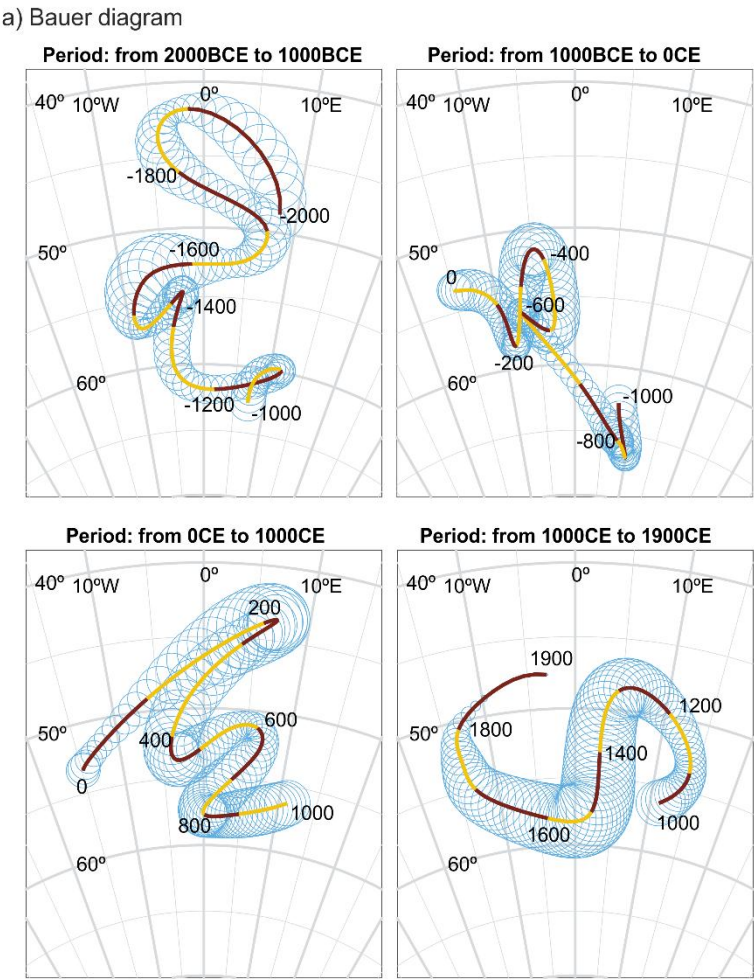 a) Bauer diagram
Period: from 2000BCE to 1000BCE
40º 10ºW 0º 10ºE
-1800
-2000
50º
-1600
-1400
60º
-1200
-1000
Period: from 1000BCE to 0CE
40º 10ºW 0º 10ºE
50º
-400
0
-600
-200
60º
-1000
-800
Period: from 0CE to 1000CE
40º 10ºW 0º 10ºE
200
50º
400
600
0
800
1000
60º
Period: from 1000CE to 1900CE
40º 10ºW 0º 10ºE
1900
1200
50º
1800
1400
1000
1600
60º